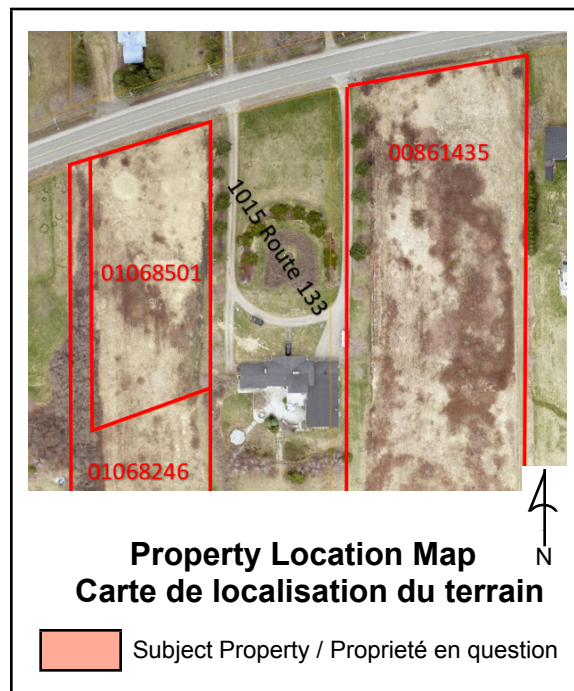 00861435
1015 Route 133
01068501
01068246
N
Property Location Map
Carte de localisation du terrain
Subject Property / Proprieté en question